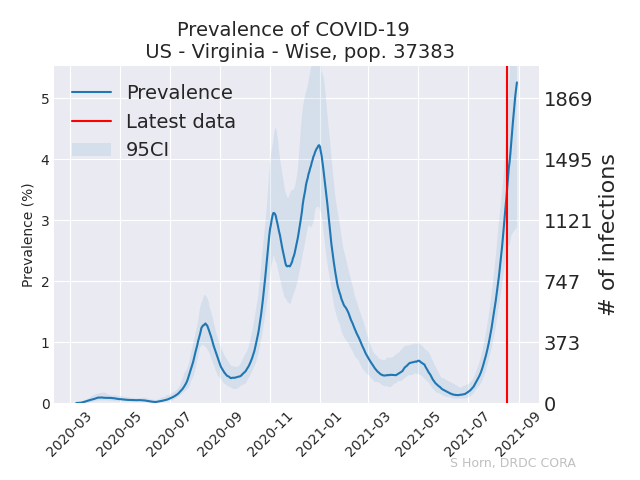 Prevalence of COVID-19
US - Virginia - Wise, pop. 37383
Prevalence
Latest data
95CI
Prevalence (%)
5
4
3
2
1
0
1869
1495
1121
747
373
0
# of infections
2020-03
2020-05
2020-07
2020-09
2020-11
2021-01
2021-03
2021-05
2021-07
2021-09
S Horn, DRDC CORA